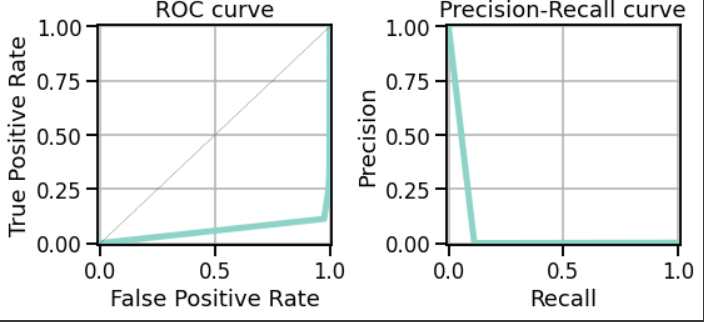 ROC curve
True Positive Rate
1.00
0.75
0.50
0.25
0.00
0.0 0.5 1.0
False Positive Rate
Precision-Recall curve
Precision
1.00
0.75
0.50
0.25
0.00
0.0 0.5 1.0
Recall